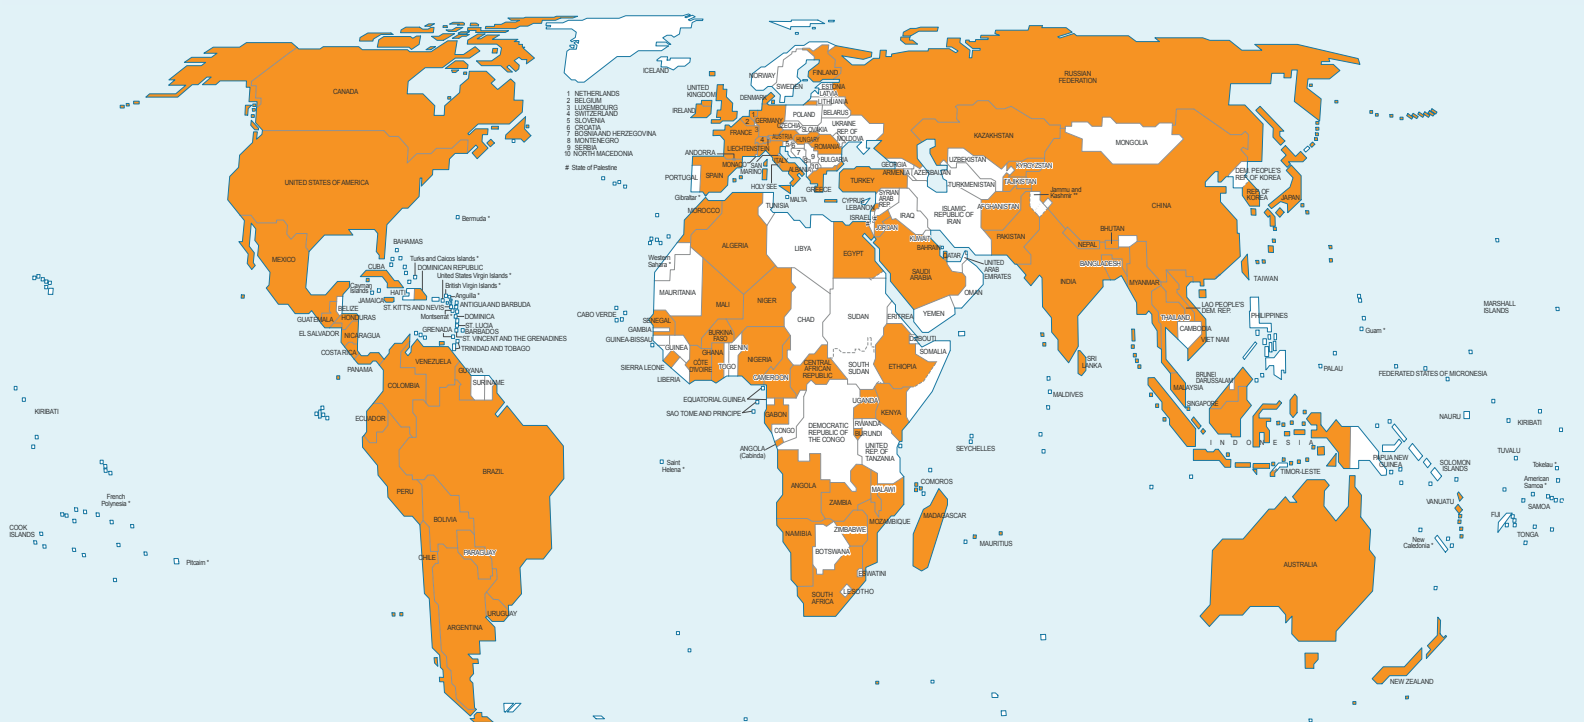 ICELAND
NORWAY
SWEDEN
FINLAND
RUSSIAN
FEDERATION
CANADA
UNITED
KINGDOM
IRELAND
DENMARK
ESTONIA
LATVIA
LITHUANIA
POLAND
BELARUS
GERMANY
CZECHIA
SLOVAKIA
UKRAINE
REP. OF
MOLDOVA
FRANCE
AUSTRIA
HUNGARY
ROMANIA
LIECHTENSTEIN
BULGARIA
1 NETHERLANDS
2 BELGIUM
3 LUXEMBOURG
4 SWITZERLAND
5 SLOVENIA
6 CROATIA
7 BOSNIA AND HERZEGOVINA
8 MONTENEGRO
9 SERBIA
10 NORTH MACEDONIA
# State of Palestine
ANDORRA
MONACO
SAN
MARINO
ITALY
ALBANIA
GREECE
PORTUGAL
SPAIN
HOLY SEE
MALTA
Gibraltar *
TUNISIA
TURKEY
CYPRUS
LEBANON
ISRAEL
SYRIAN
ARAB
REP.
JORDAN
IRAQ
KUWAIT
BAHRAIN
QATAR
GEORGIA
ARMENIA
AZERBAIJAN
KAZAKHSTAN
UZBEKISTAN
TURKMENISTAN
KYRGYZSTAN
TAJIKISTAN
AFGHANISTAN
ISLAMIC
REPUBLIC OF
IRAN
PAKISTAN
Jammu and
Kashmir **
MONGOLIA
CHINA
DEM. PEOPLE'S
REP. OF KOREA
REP. OF
KOREA
JAPAN
UNITED STATES OF AMERICA
MEXICO
Bermuda *
BAHAMAS
CUBA
Turks and Caicos Islands *
DOMINICAN REPUBLIC
United States Virgin Islands *
British Virgin Islands *
Anguilla *
Cayman
Islands
HAITI
JAMAICA
ST. KITTS AND NEVIS
ANTIGUA AND BARBUDA
Montserrat *
DOMINICA
ST. LUCIA
BARBADOS
GRENADA
ST. VINCENT AND THE GRENADINES
TRINIDAD AND TOBAGO
BELIZE
GUATEMALA
HONDURAS
EL SALVADOR
NICARAGUA
COSTA RICA
PANAMA
VENEZUELA
GUYANA
SURINAME
COLOMBIA
ECUADOR
BRAZIL
PERU
BOLIVIA
PARAGUAY
CHILE
URUGUAY
ARGENTINA
MOROCCO
ALGERIA
LIBYA
EGYPT
Western
Sahara *
MAURITANIA
MALI
NIGER
CHAD
SUDAN
ERITREA
CABO VERDE
SENEGAL
GAMBIA
GUINEA-BISSAU
GUINEA
SIERRA LEONE
LIBERIA
CÔTE
D'IVOIRE
BURKINA
FASO
GHANA
TOGO
BENIN
NIGERIA
CAMEROON
CENTRAL
AFRICAN
REPUBLIC
SOUTH
SUDAN
ETHIOPIA
DJIBOUTI
SOMALIA
EQUATORIAL GUINEA
SAO TOME AND PRINCIPE
GABON
CONGO
DEMOCRATIC
REPUBLIC OF
THE CONGO
UGANDA
KENYA
RWANDA
BURUNDI
UNITED
REP. OF
TANZANIA
ANGOLA
(Cabinda)
Saint
Helena *
ANGOLA
ZAMBIA
MALAWI
MOZAMBIQUE
ZIMBABWE
NAMIBIA
BOTSWANA
ESWATINI
LESOTHO
SOUTH
AFRICA
COMOROS
MADAGASCAR
MAURITIUS
SEYCHELLES
SAUDI
ARABIA
UNITED
ARAB
EMIRATES
OMAN
YEMEN
NEPAL
BHUTAN
BANGLADESH
INDIA
MYANMAR
LAO PEOPLE'S
DEM. REP.
THAILAND
CAMBODIA
VIET NAM
TAIWAN
PHILIPPINES
SRI
LANKA
MALDIVES
BRUNEI
DARUSSALAM
MALAYSIA
SINGAPORE
INDONESIA
TIMOR-LESTE
PALAU
Guam *
MARSHALL
ISLANDS
FEDERATED STATES OF MICRONESIA
NAURU
KIRIBATI
PAPUA NEW
GUINEA
SOLOMON
ISLANDS
TUVALU
Tokelau *
American
Samoa *
SAMOA
VANUATU
FIJI
TONGA
New
Caledonia *
AUSTRALIA
NEW ZEALAND
KIRIBATI
French
Polynesia *
COOK
ISLANDS
Pitcairn *